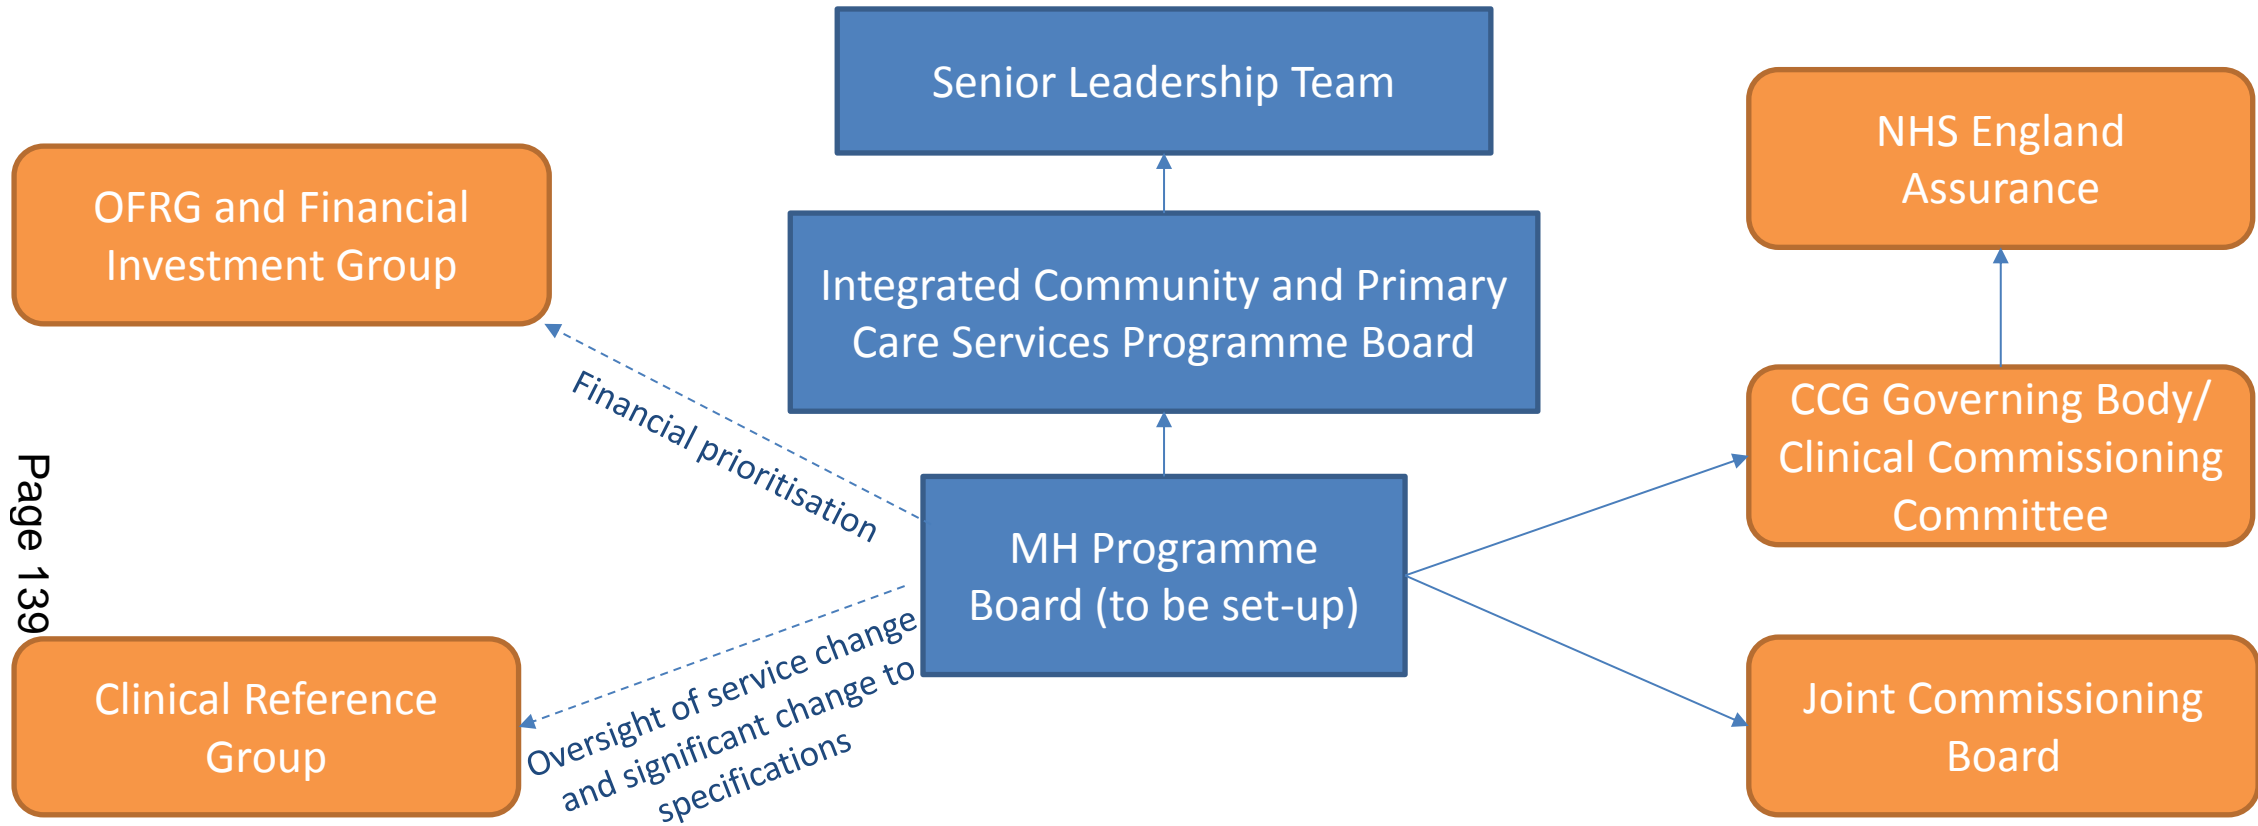 Senior Leadership Team
NHS England
Assurance
OFRG and Financial
Investment Group
Integrated Community and Primary
Care Services Programme Board
Financial prioritisation
CCG Governing Body/
Clinical Commissioning
Committee
Page 139
MH Programme
Board (to be set-up)
Oversight of service change
and significant change to
specifications
Clinical Reference
Group
Joint Commissioning
Board